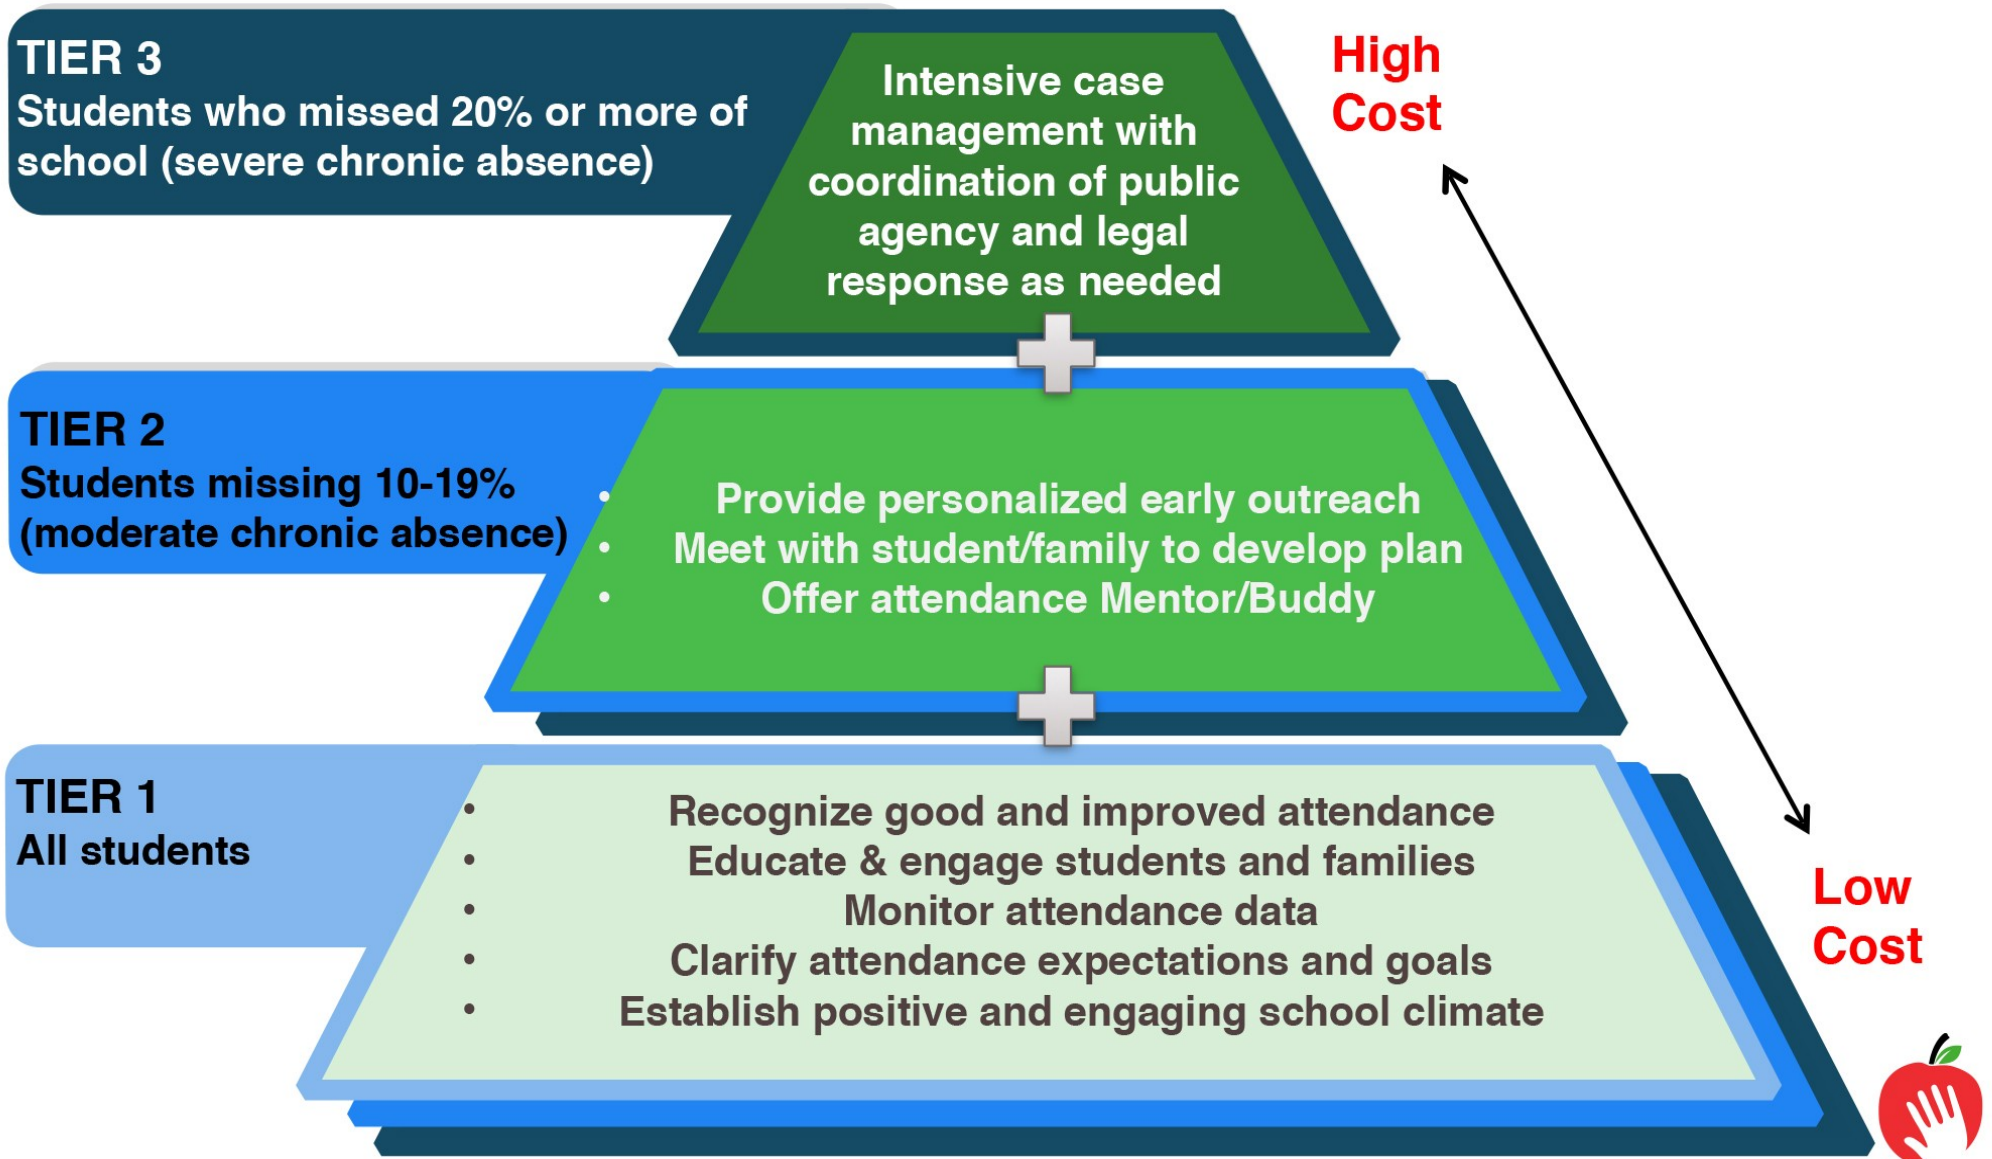 TIER 3
Students who missed 20% or more of
school (severe chronic absence)
Intensive case
management with
coordination of public
agency and legal
response as needed
High
Cost
TIER 2
Students missing 10-19%
(moderate chronic absence)
• Provide personalized early outreach
• Meet with student/family to develop plan
• Offer attendance Mentor/Buddy
TIER 1
All students
• Recognize good and improved attendance
• Educate & engage students and families
• Monitor attendance data
• Clarify attendance expectations and goals
• Establish positive and engaging school climate
Low
Cost